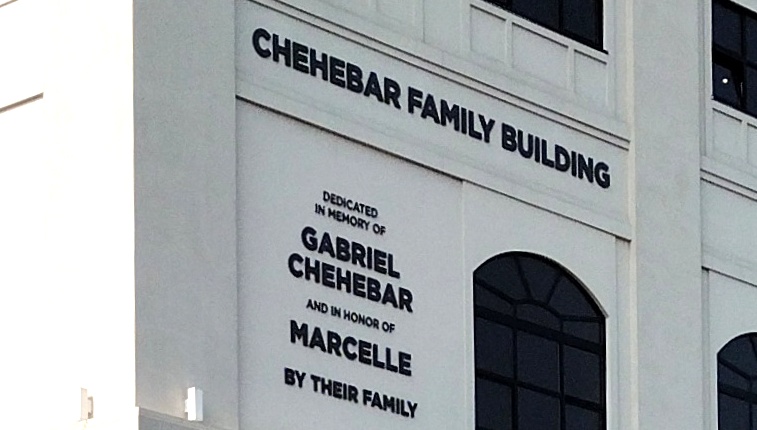 CHEHEBAR FAMILY BUILDING
DEDICATED
IN MEMORY OF
GABRIEL
CHEHEBAR
AND IN HONOR OF
MARCELLE
BY THEIR FAMILY